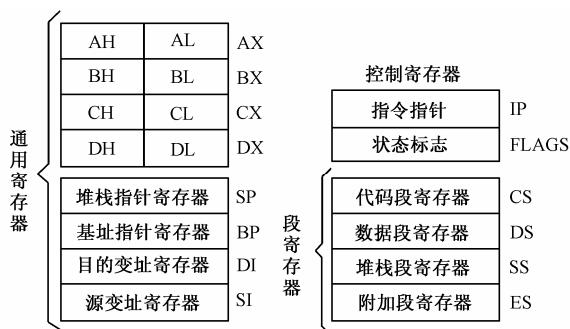 通用寄存器
AH AL AX
BH BL BX
CH CL CX
DH DL DX
堆栈指针寄存器 SP
基址指针寄存器 BP
目的变址寄存器 DI
源变址寄存器 SI
控制寄存器
指令指针 IP
状态标志 FLAGS
段寄存器
代码段寄存器 CS
数据段寄存器 DS
堆栈段寄存器 SS
附加段寄存器 ES